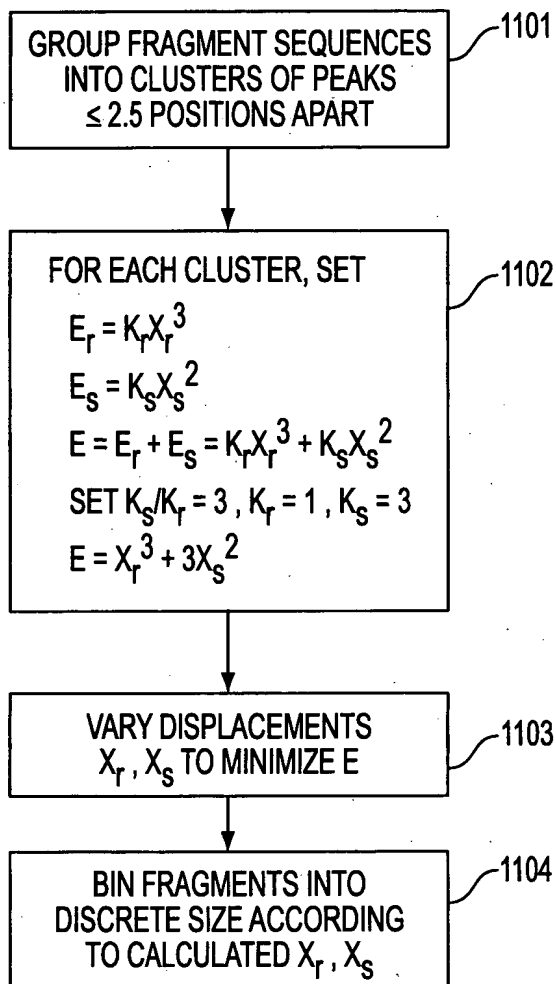 GROUP FRAGMENT SEQUENCES
INTO CLUSTERS OF PEAKS
≤ 2.5 POSITIONS APART
1101
FOR EACH CLUSTER, SET
E_r = K_rX_r^3
E_s = K_sX_s^2
E = E_r + E_s = K_rX_r^3 + K_sX_s^2
SET K_s/K_r = 3 , K_r = 1 , K_s = 3
E = X_r^3 + 3X_s^2
1102
VARY DISPLACEMENTS
X_r , X_s TO MINIMIZE E
1103
BIN FRAGMENTS INTO
DISCRETE SIZE ACCORDING
TO CALCULATED X_r , X_s
1104